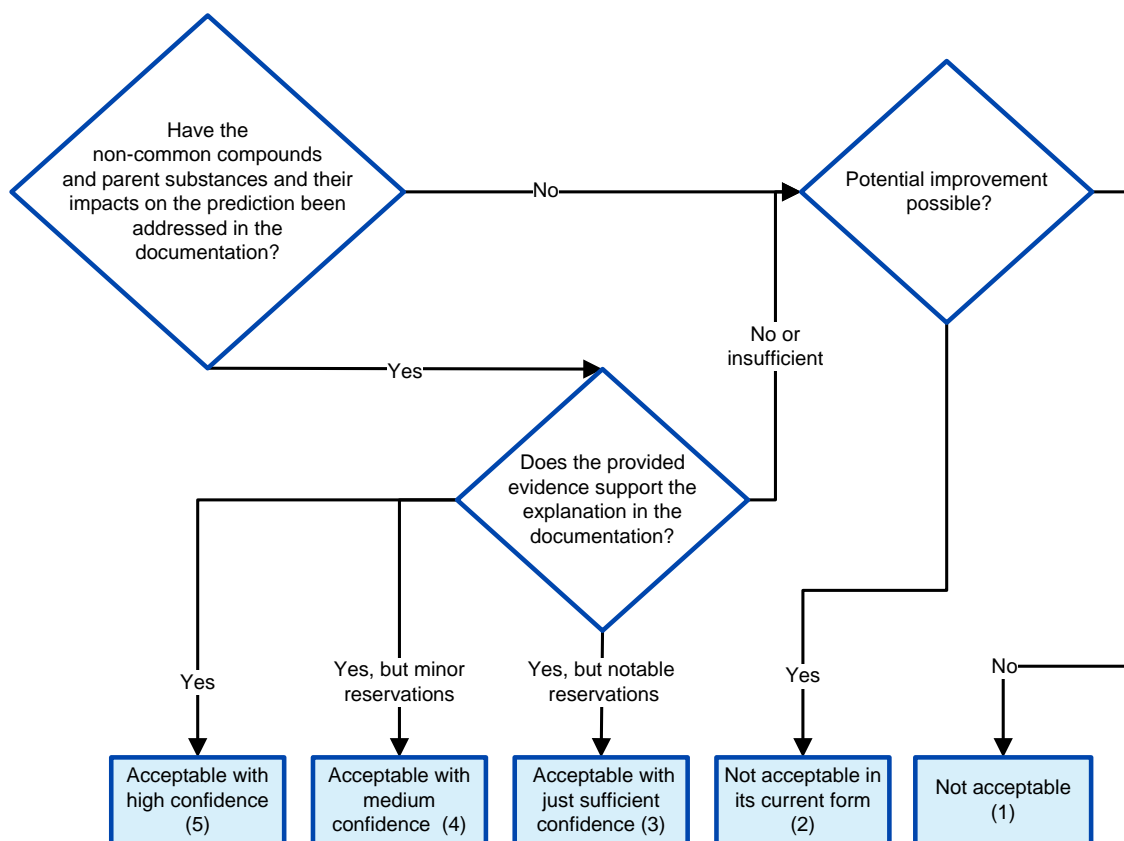 Have the
non-common compounds
and parent substances and their
impacts on the prediction been
addressed in the
documentation?
No
Potential improvement
possible?
No or
insufficient
Yes
Does the provided
evidence support the
explanation in the
documentation?
Yes
Yes, but minor
reservations
Yes, but notable
reservations
Yes
No
Acceptable with
high confidence
(5)
Acceptable with
medium
confidence (4)
Acceptable with
just sufficient
confidence (3)
Not acceptable in
its current form
(2)
Not acceptable
(1)